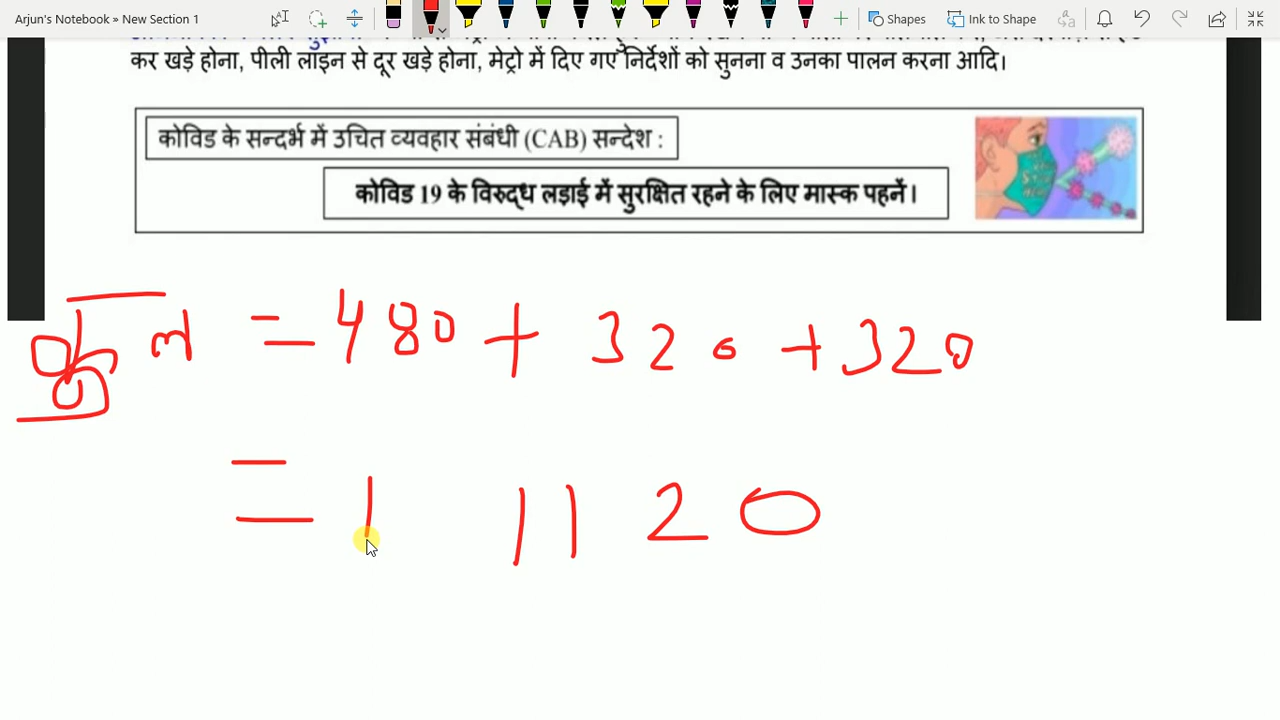 Arjun's Notebook » New Section 1
Shapes
Ink to Shape
कर खड़े होना, पीली लाइन से दूर खड़े होना, मेट्रो में दिए गए निर्देशों को सुनना व उनका पालन करना आदि।
कोविड के सन्दर्भ में उचित व्यवहार संबंधी (CAB) सन्देश :
कोविड 19 के विरुद्ध लड़ाई में सुरक्षित रहने के लिए मास्क पहनें।
कुल = 480 + 320 + 320
= 1 1120